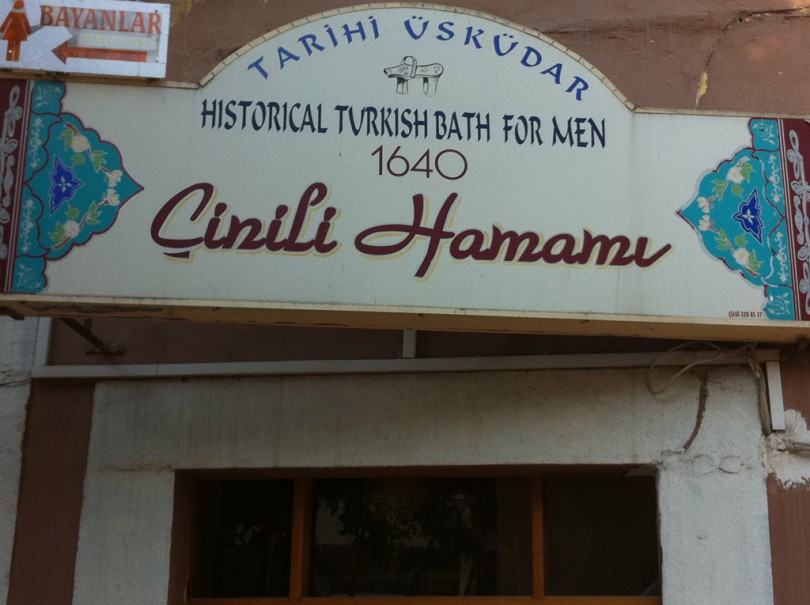 BAYANLAR
TARİHİ ÜSKÜDAR
HISTORICAL TURKISH BATH FOR MEN
1640
Çinili Hamamı